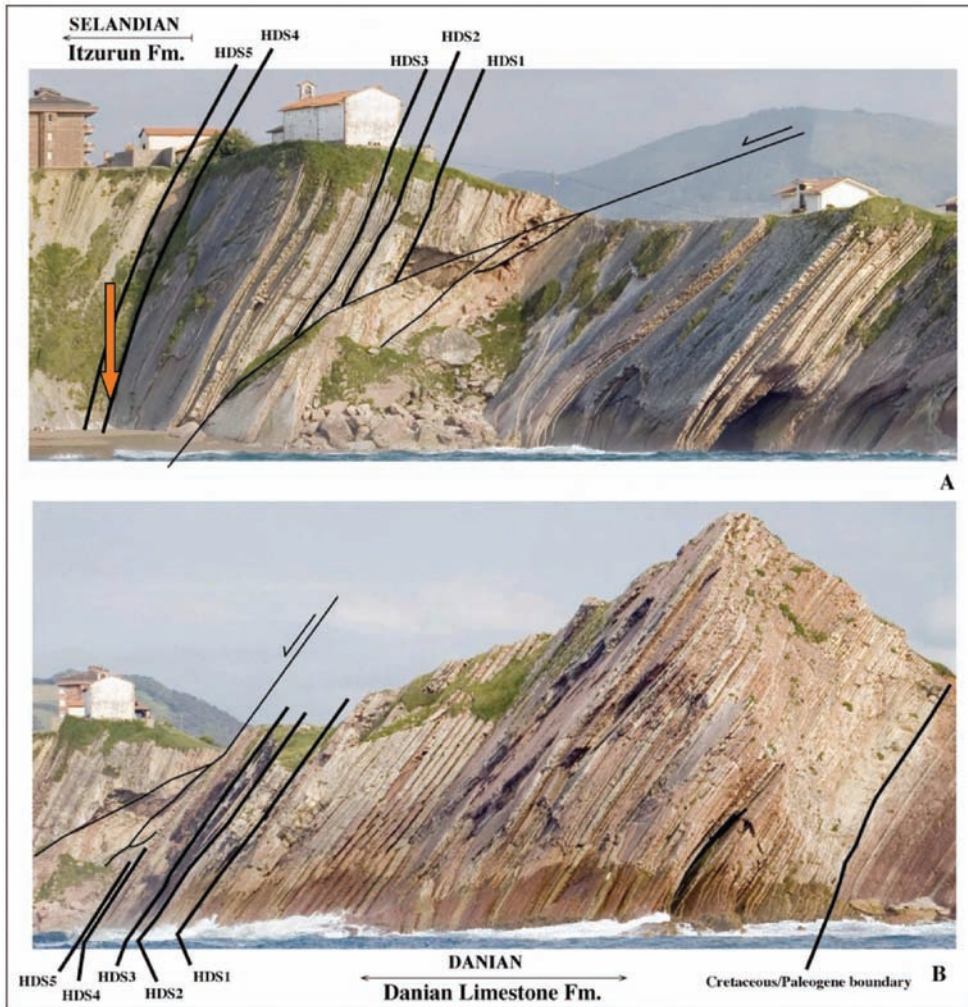 SELANDIAN
Itzurun Fm.
HDS5
HDS4
HDS3
HDS2
HDS1
A
HDS5
HDS4
HDS3
HDS2
HDS1
DANIAN
Danian Limestone Fm.
Cretaceous/Paleogene boundary
B